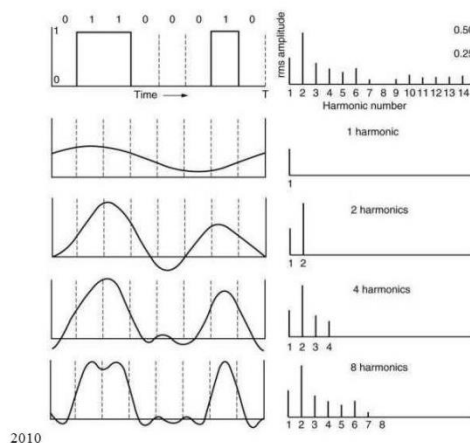 0 1 1 0 0 0 1 0
1
0
Time
T
rms amplitude
0.50
0.25
1 2 3 4 5 6 7 8 9 10 11 12 13 14
Harmonic number
1 harmonic
1
2 harmonics
1 2
4 harmonics
1 2 3 4
8 harmonics
1 2 3 4 5 6 7 8
2010